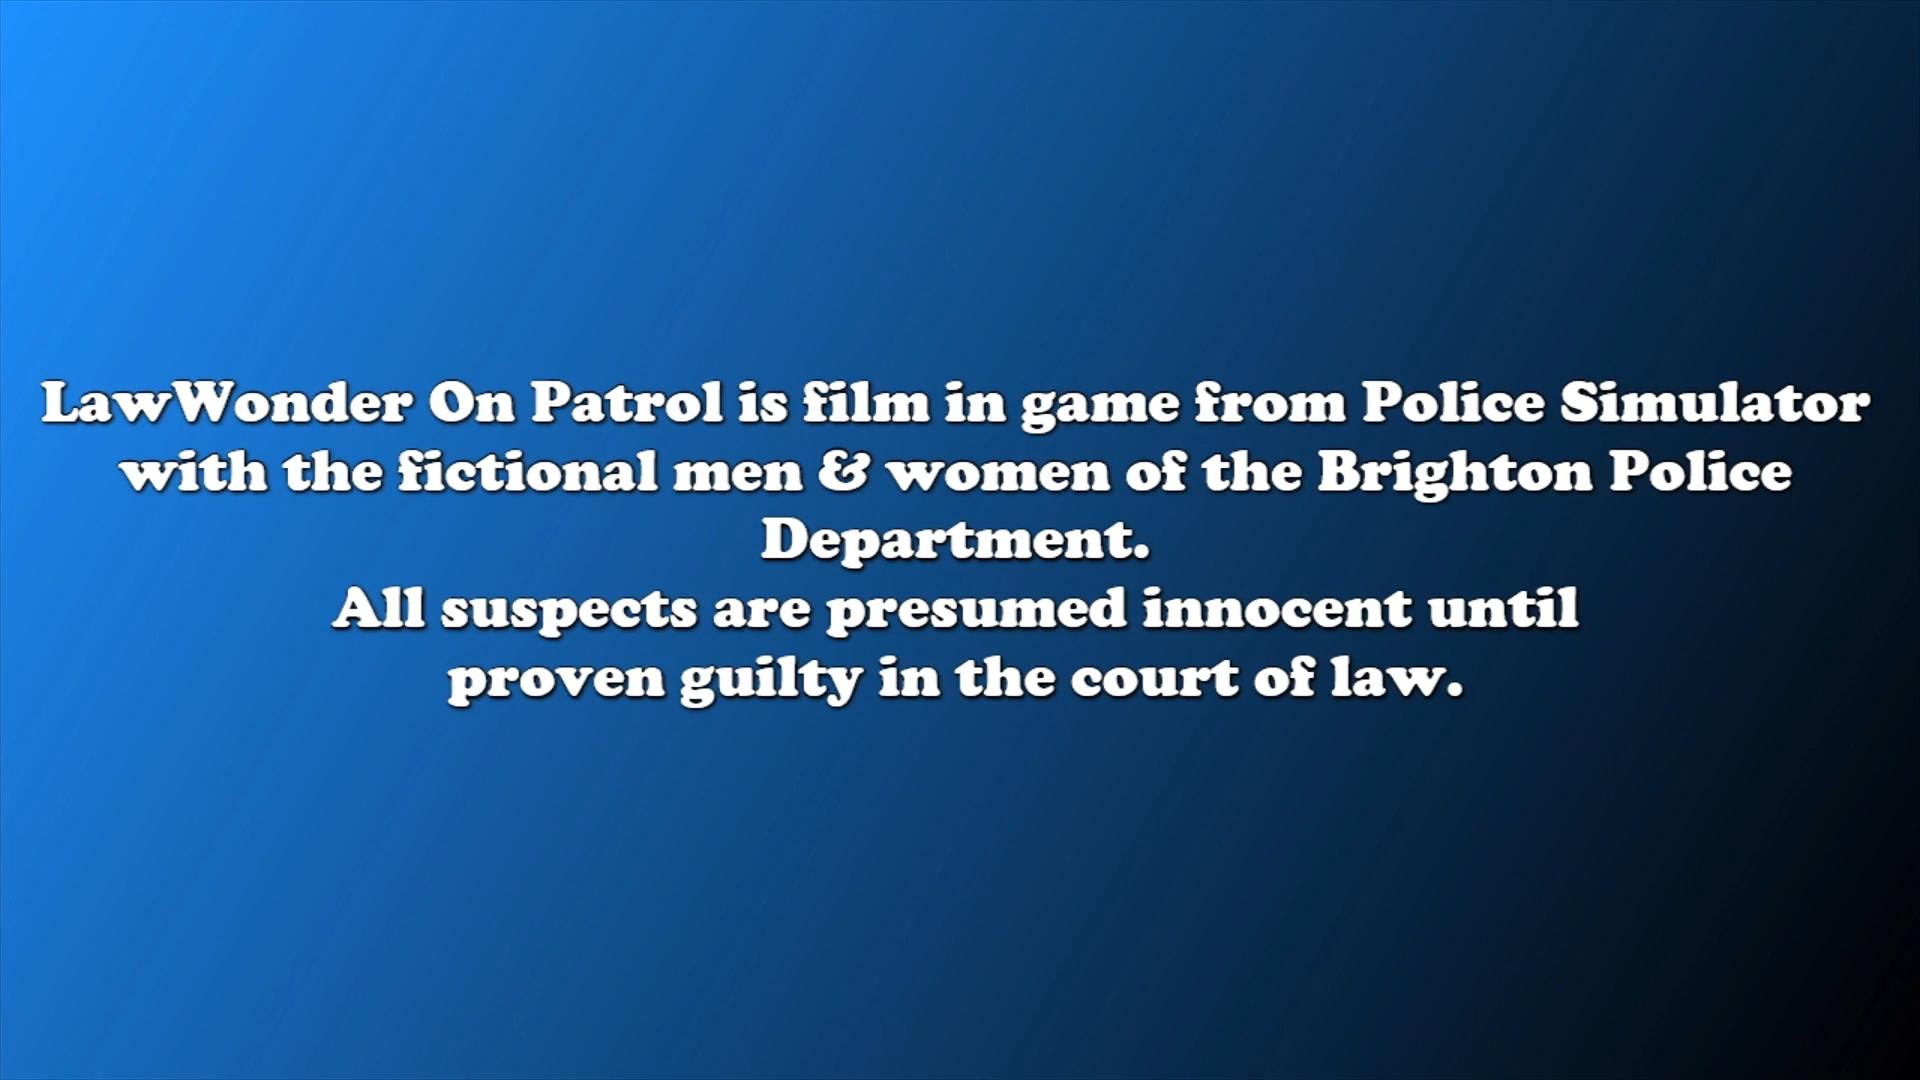 LawWonder On Patrol is film in game from Police Simulator
with the fictional men & women of the Brighton Police
Department.
All suspects are presumed innocent until
proven guilty in the court of law.